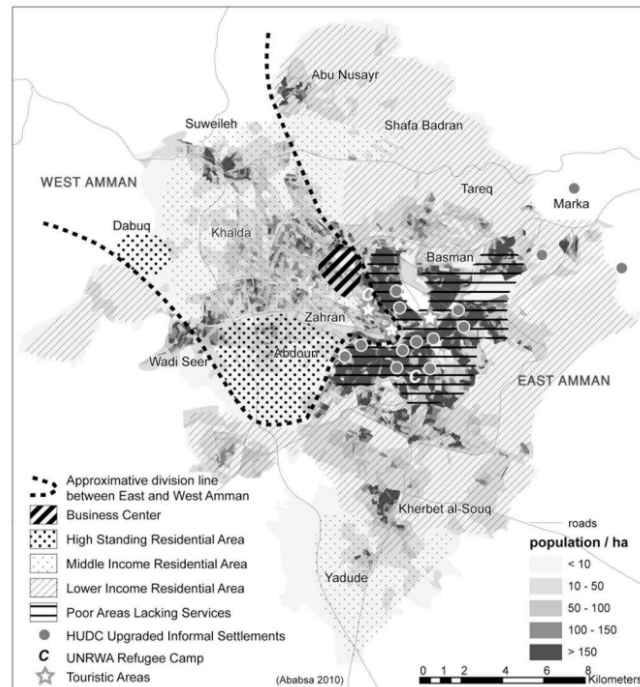 Abu Nusayr
Suweileh
Shafa Badran
WEST AMMAN
Tareq
Marka
Dabuq
Khalda
Basman
Zahran
Wadi Seer
Abdoun
C
EAST AMMAN
C
Kherbet al-Souq
Yadude
Approximative division line
between East and West Amman
Business Center
High Standing Residential Area
Middle Income Residential Area
Lower Income Residential Area
Poor Areas Lacking Services
HUDC Upgraded Informal Settlements
C UNRWA Refugee Camp
Touristic Areas
(Ababsa 2010)
roads
population / ha
< 10
10 - 50
50 - 100
100 - 150
> 150
0 2 4 6 8
Kilometers